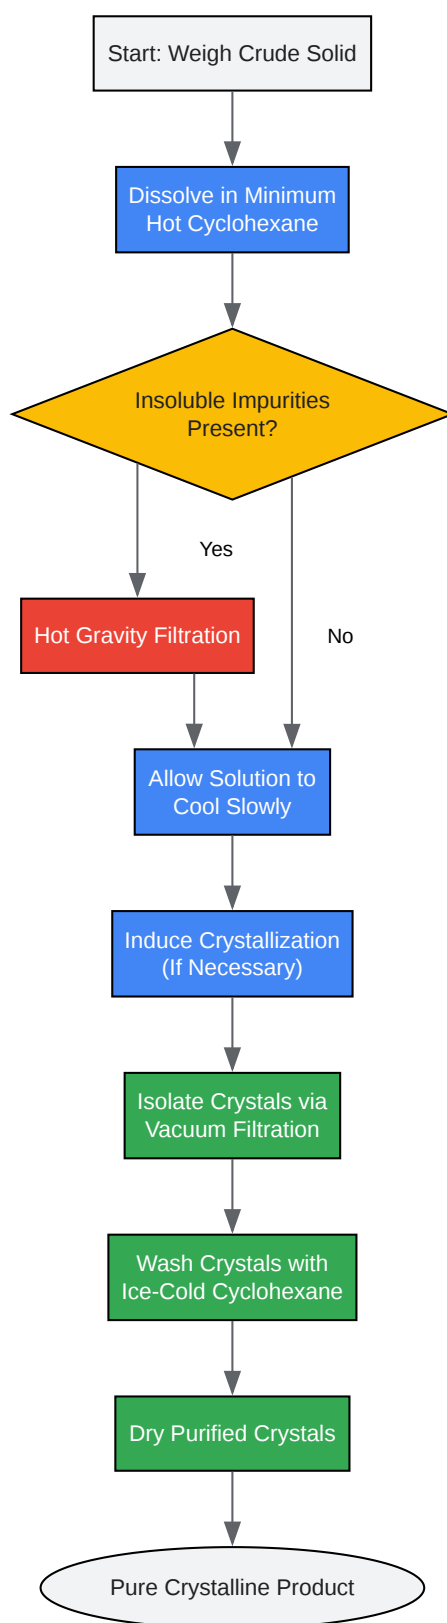 Start: Weigh Crude Solid
Dissolve in Minimum
Hot Cyclohexane
Insoluble Impurities
Present?
Yes
Hot Gravity Filtration
No
Allow Solution to
Cool Slowly
Induce Crystallization
(If Necessary)
Isolate Crystals via
Vacuum Filtration
Wash Crystals with
Ice-Cold Cyclohexane
Dry Purified Crystals
Pure Crystalline Product